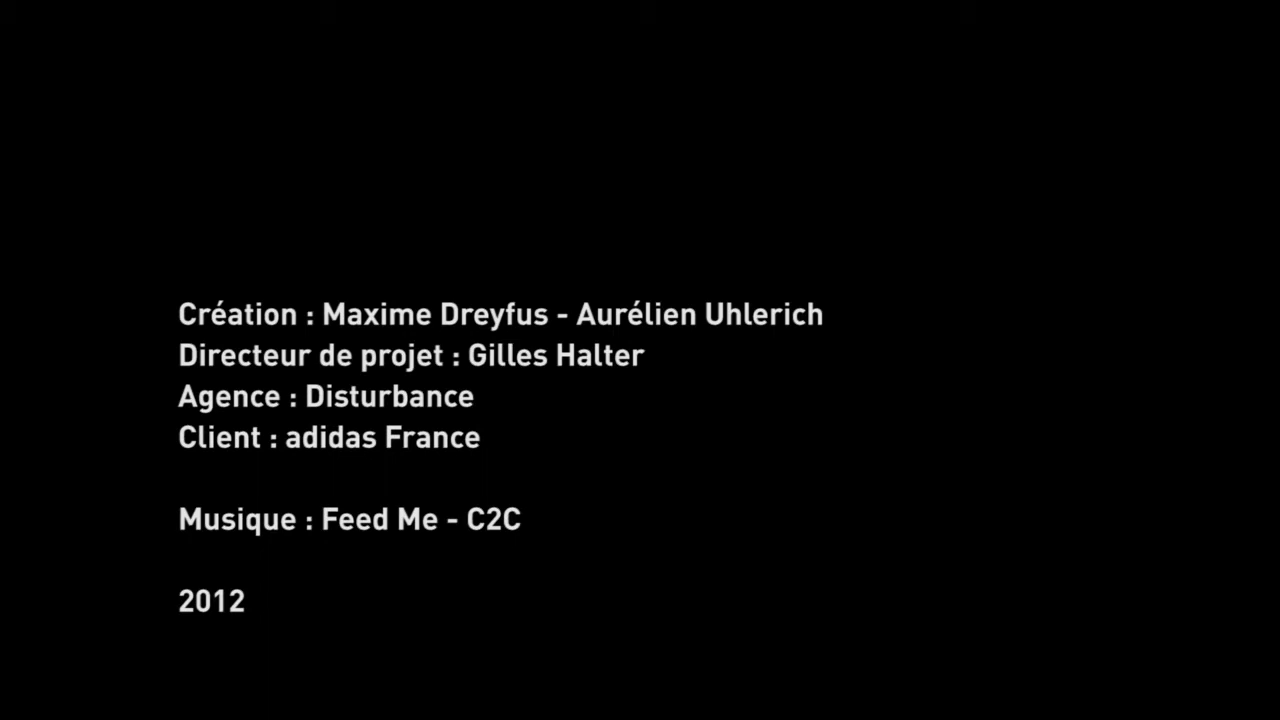 Création : Maxime Dreyfus - Aurélien Uhlerich
Directeur de projet : Gilles Halter
Agence : Disturbance
Client : adidas France
Musique : Feed Me - C2C
2012